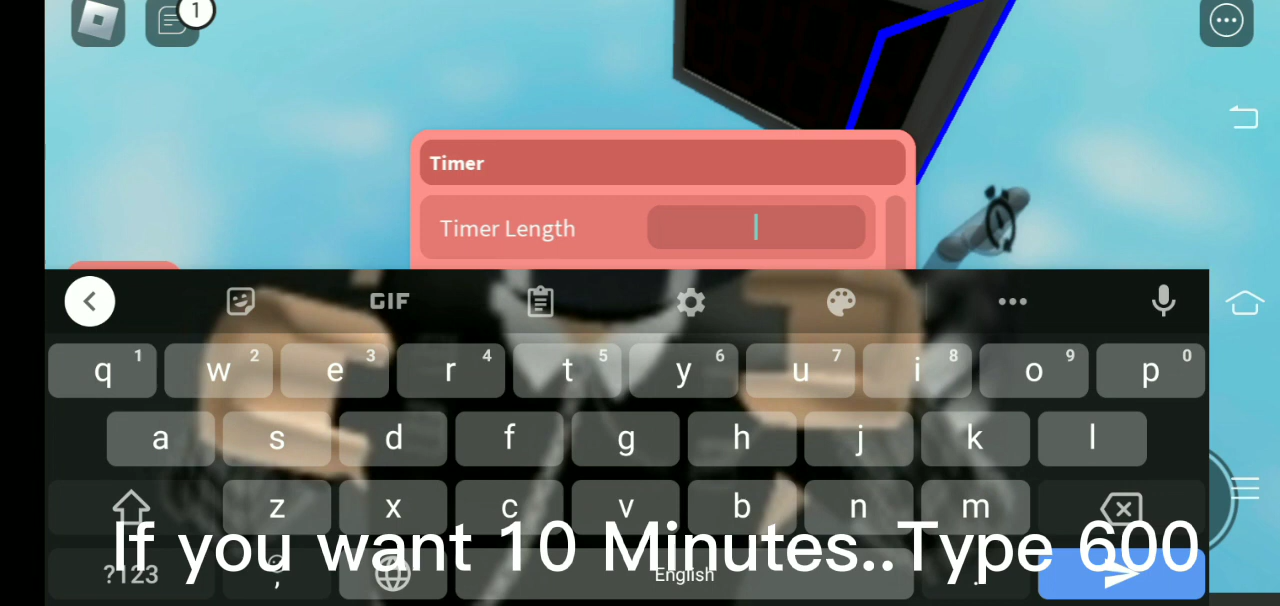 1
Timer
Timer Length
GIF
q 1 w 2 e 3 r 4 t 5 y 6 u 7 i 8 o 9 p 0
a s d f g h j k l
z x c v b n m
If you want 10 Minutes..Type 600
?123 , English .